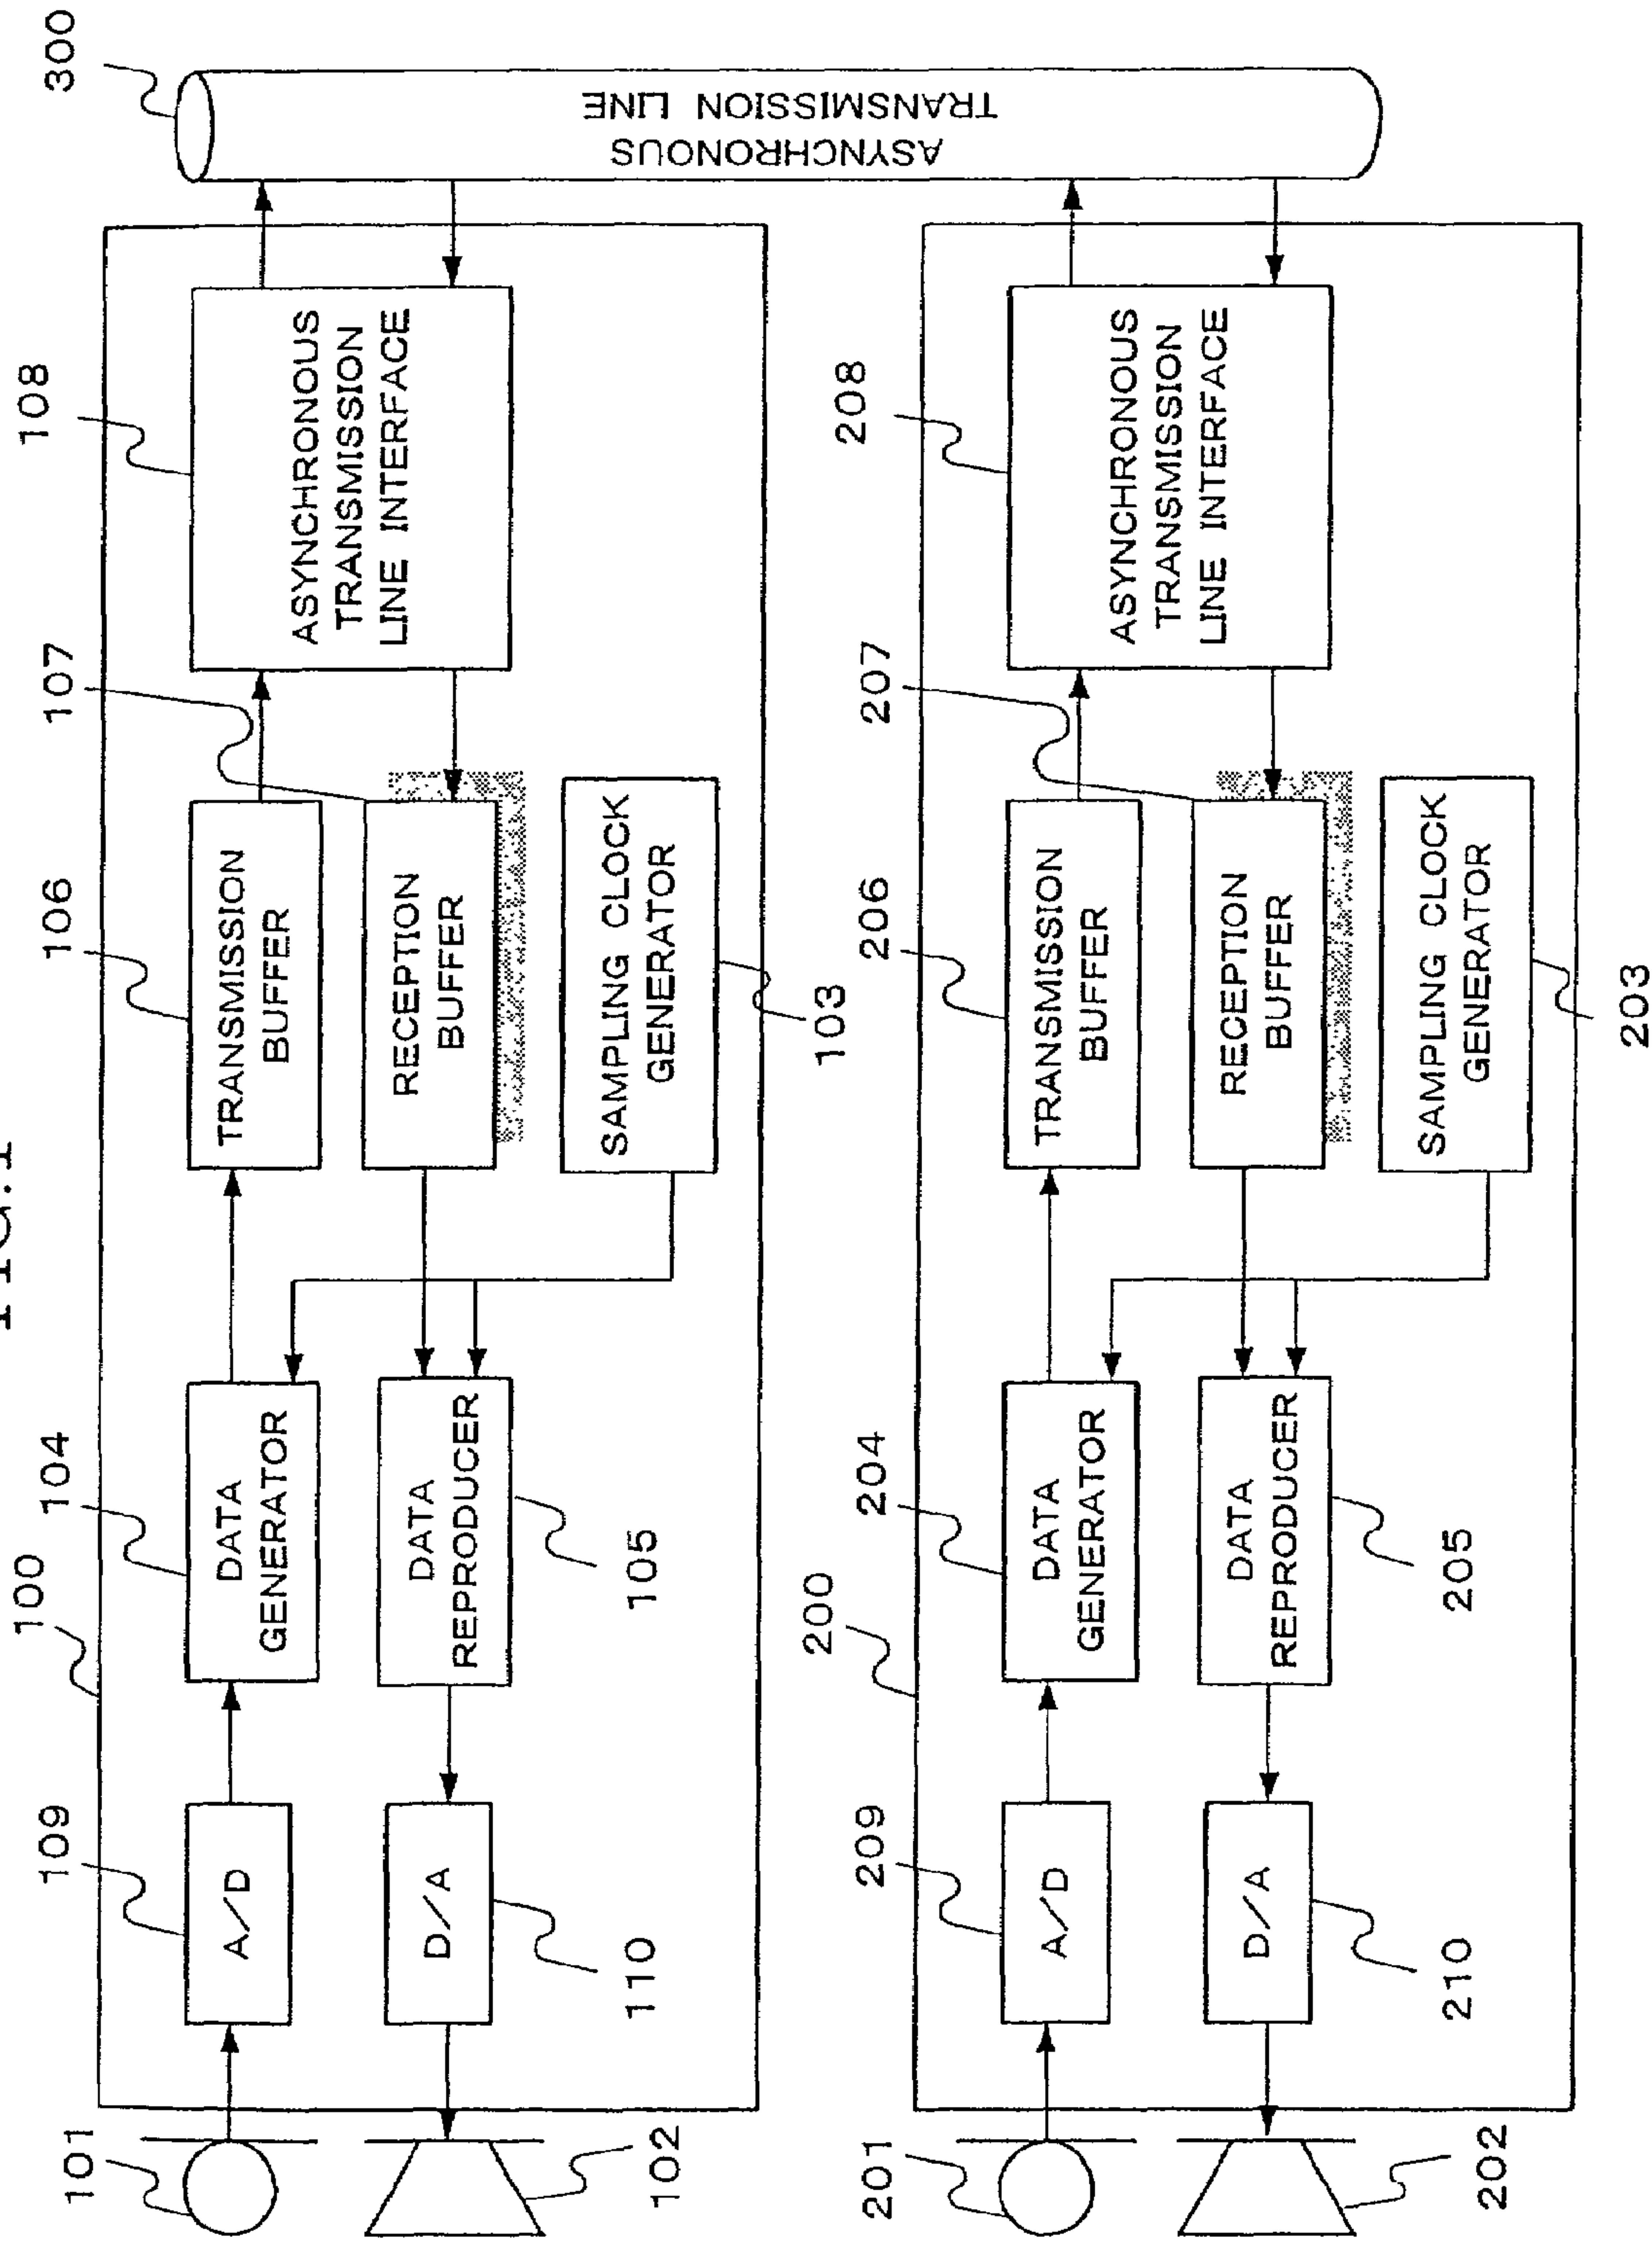 FIG.1
100
101
109
A/D
104
DATA
GENERATOR
106
TRANSMISSION
BUFFER
107
108
ASYNCHRONOUS
TRANSMISSION
LINE INTERFACE
300
ASYNCHRONOUS
TRANSMISSION LINE
102
110
D/A
105
DATA
REPRODUCER
RECEPTION
BUFFER
SAMPLING CLOCK
GENERATOR
103
200
201
209
A/D
204
DATA
GENERATOR
206
TRANSMISSION
BUFFER
207
208
ASYNCHRONOUS
TRANSMISSION
LINE INTERFACE
202
210
D/A
205
DATA
REPRODUCER
RECEPTION
BUFFER
SAMPLING CLOCK
GENERATOR
203